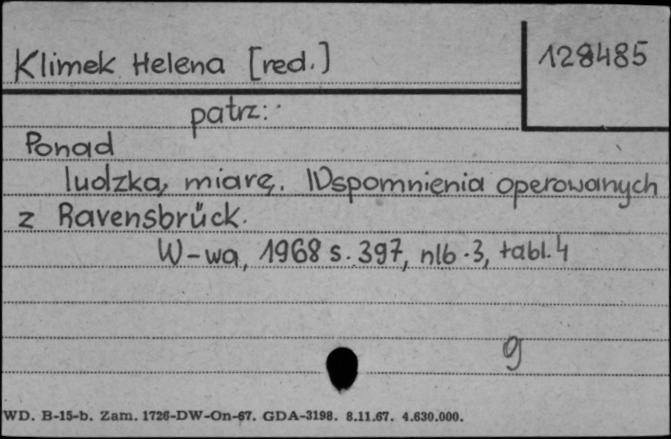 Klimek Helena [red.]
128485
patrz:
Ponad
ludzką miarę. Wspomnienia operowanych
z Ravensbrück.
W-wa, 1968 s. 397, nlb. 3, tabl. 4
g
WD. B-15-b. Zam. 1726-DW-On-67. GDA-3198. 8.11.67. 4.630.000.